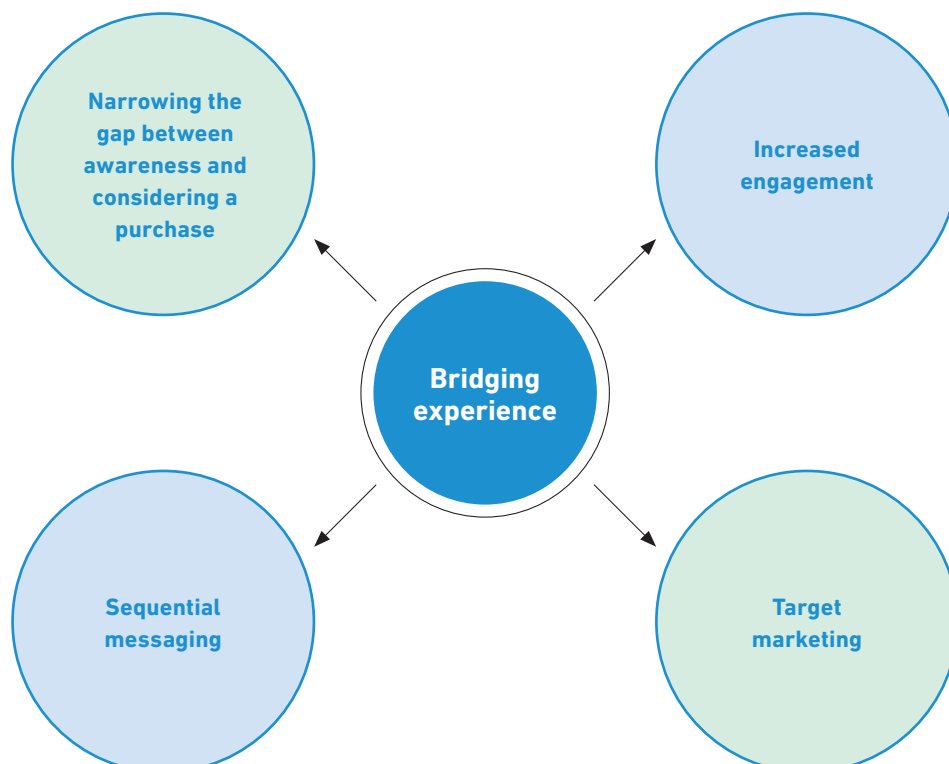 Narrowing the
gap between
awareness and
considering a
purchase
Increased
engagement
Bridging
experience
Sequential
messaging
Target
marketing